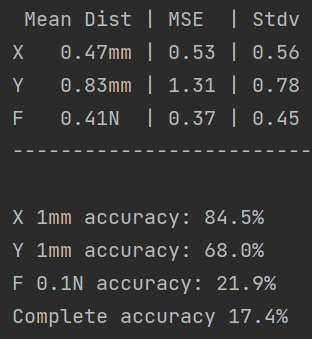 Mean Dist | MSE | Stdv
X 0.47mm | 0.53 | 0.56
Y 0.83mm | 1.31 | 0.78
F 0.41N | 0.37 | 0.45
--------------------------
X 1mm accuracy: 84.5%
Y 1mm accuracy: 68.0%
F 0.1N accuracy: 21.9%
Complete accuracy 17.4%